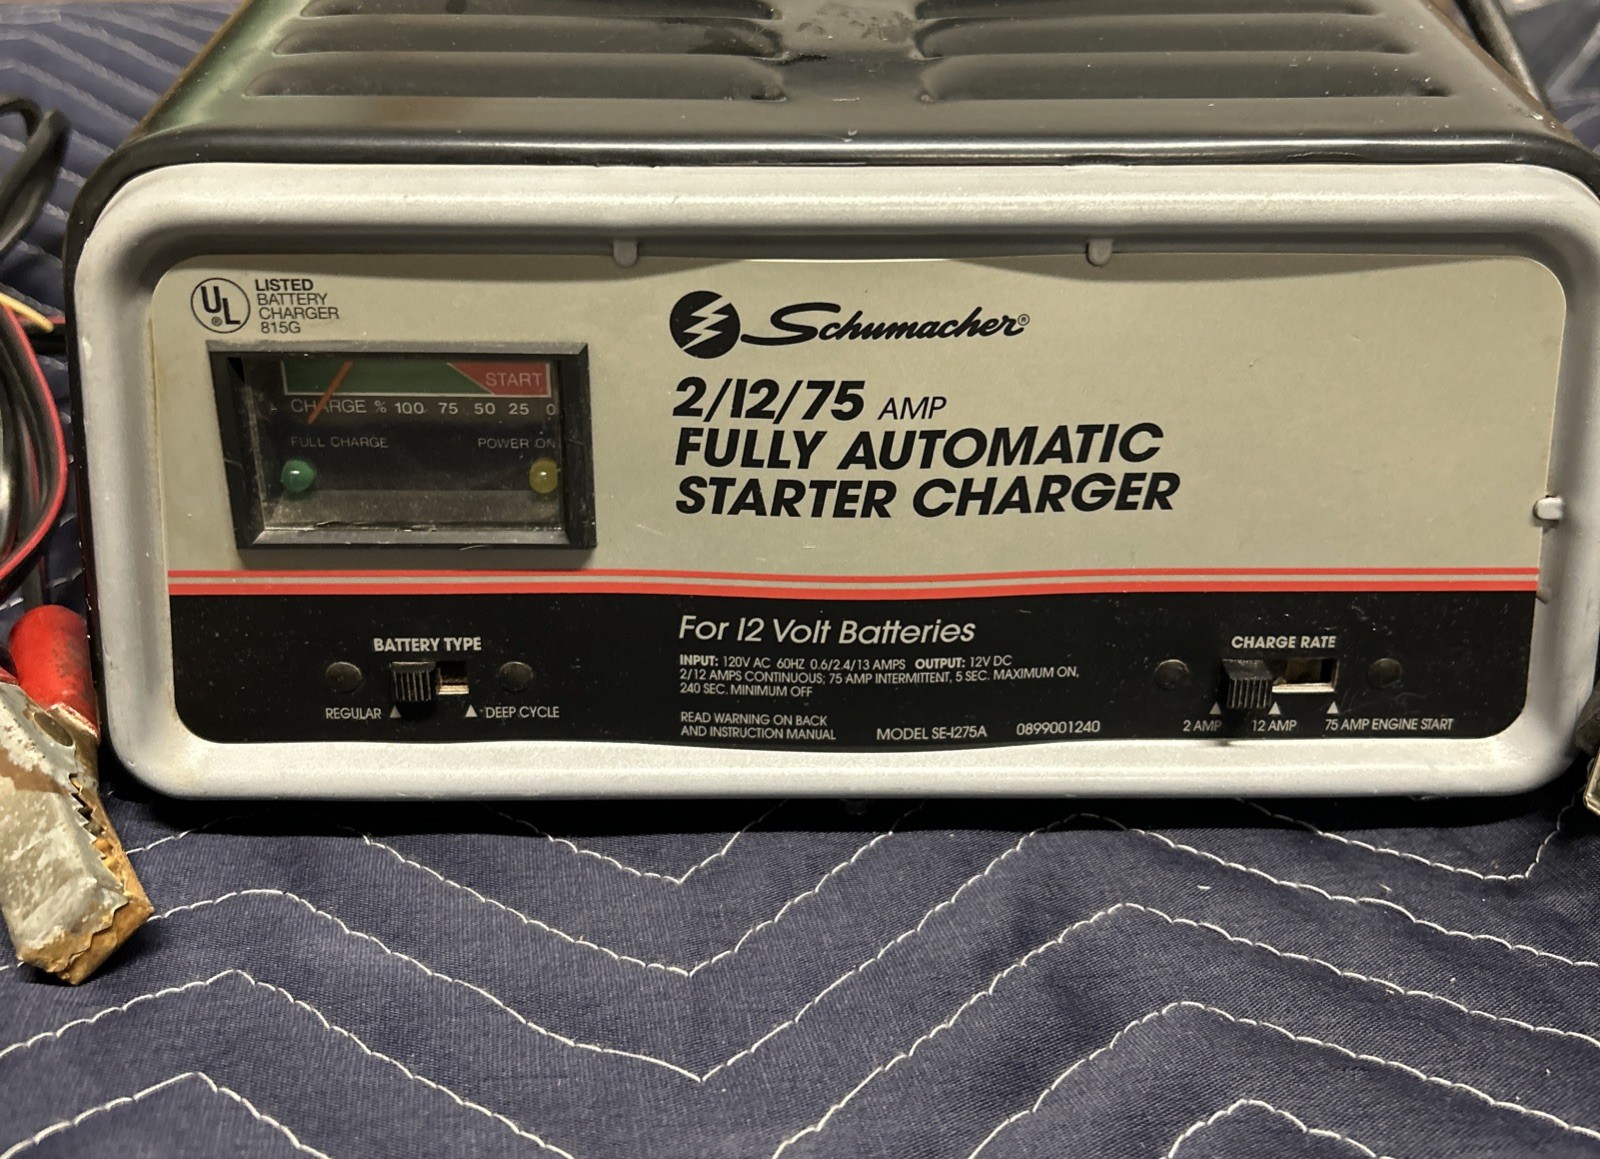 UL
®
LISTED
BATTERY
CHARGER
815G
START
CHARGE % 100 75 50 25 0
FULL CHARGE POWER ON
Schumacher®
2/12/75 AMP
FULLY AUTOMATIC
STARTER CHARGER
BATTERY TYPE
REGULAR ▲ ▲ DEEP CYCLE
For 12 Volt Batteries
INPUT: 120V AC 60HZ 0.6/2.4/13 AMPS OUTPUT: 12V DC
2/12 AMPS CONTINUOUS; 75 AMP INTERMITTENT, 5 SEC. MAXIMUM ON,
240 SEC. MINIMUM OFF
READ WARNING ON BACK
AND INSTRUCTION MANUAL
MODEL SE-1275A 0899001240
CHARGE RATE
2 AMP 12 AMP 75 AMP ENGINE START